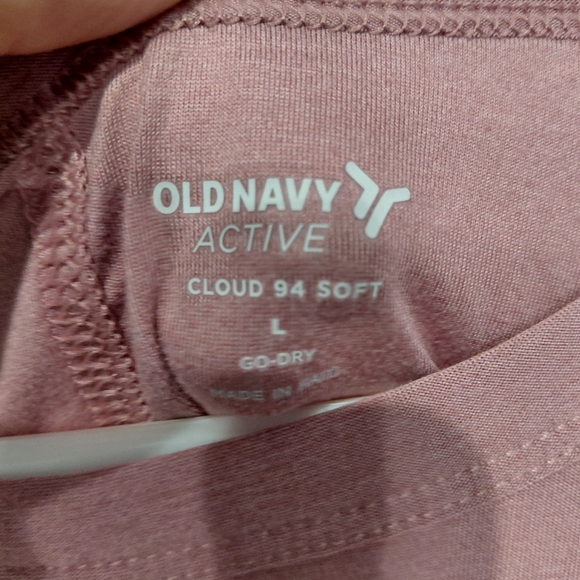 OLD NAVY
ACTIVE
CLOUD 94 SOFT
L
GO-DRY
MADE IN